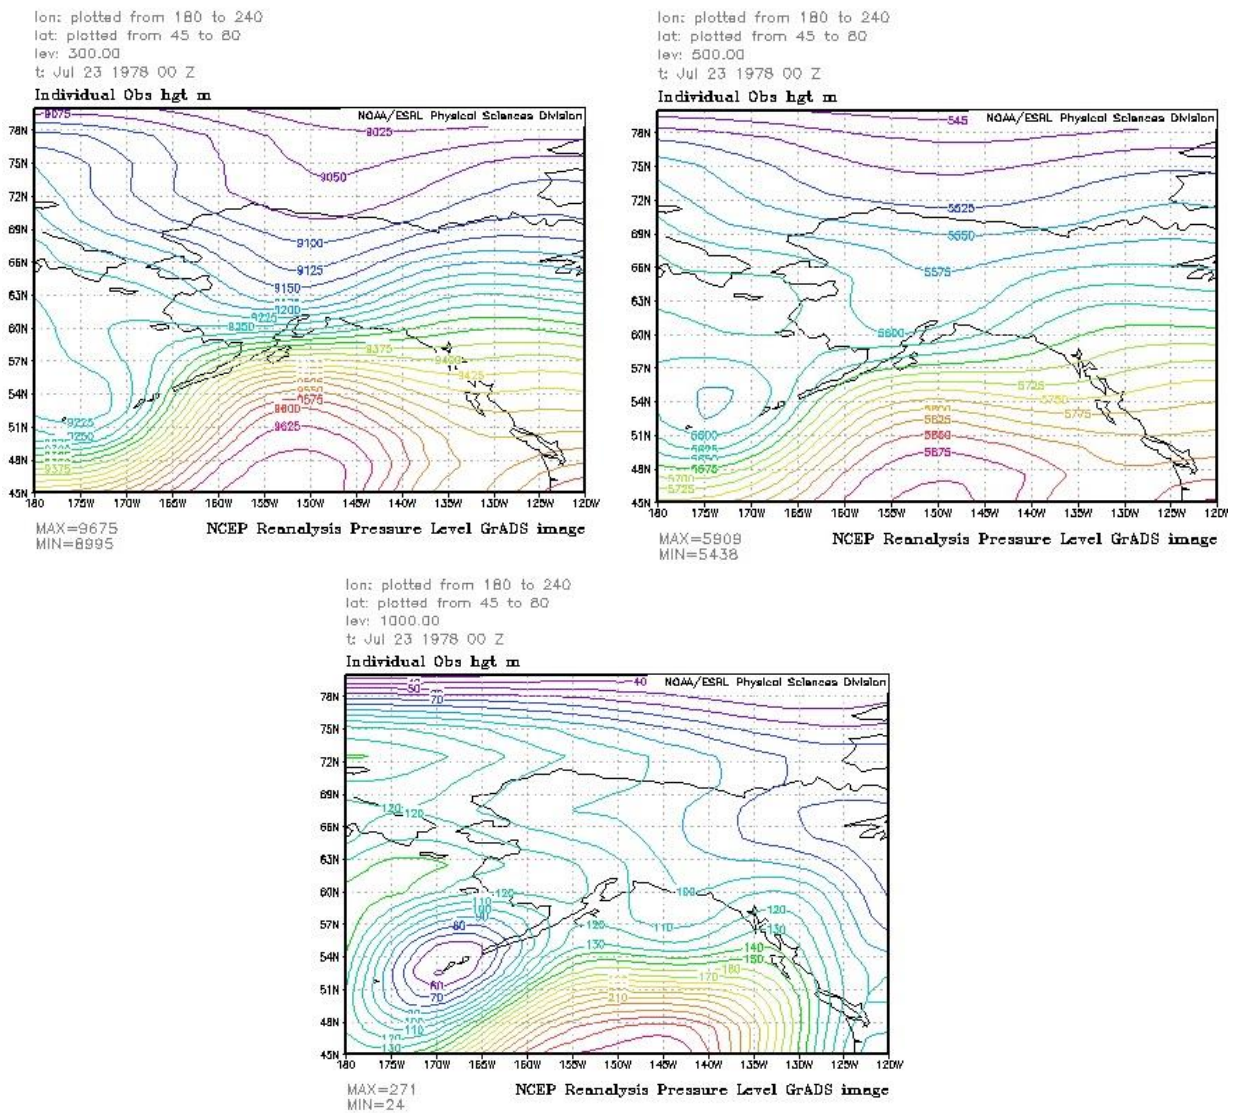 lon: plotted from 180 to 240
lat: plotted from 45 to 80
lev: 300.00
t: Jul 23 1978 00 Z
Individual Obs hgt m
NOAA/ESRL Physical Sciences Division
9075
9025
9050
9100
9125
9150
9200
9225
9250
9375
9400
9425
9550
9575
9600
9625
9225
9250
9375
78N
75N
72N
69N
66N
63N
60N
57N
54N
51N
48N
45N
180 175W 170W 165W 160W 155W 150W 145W 140W 135W 130W 125W 120W
MAX=9675
MIN=8995
NCEP Reanalysis Pressure Level GrADS image
lon: plotted from 180 to 240
lat: plotted from 45 to 80
lev: 500.00
t: Jul 23 1978 00 Z
Individual Obs hgt m
545
NOAA/ESRL Physical Sciences Division
5525
5550
5575
5600
5725
5750
5775
5800
5825
5850
5875
5600
5625
5650
5675
5700
5725
78N
75N
72N
69N
66N
63N
60N
57N
54N
51N
48N
45N
180 175W 170W 165W 160W 155W 150W 145W 140W 135W 130W 125W 120W
MAX=5909
MIN=5438
NCEP Reanalysis Pressure Level GrADS image
lon: plotted from 180 to 240
lat: plotted from 45 to 80
lev: 1000.00
t: Jul 23 1978 00 Z
Individual Obs hgt m
40
NOAA/ESRL Physical Sciences Division
50
70
120
120
120
110
100
90
60
100
120
110
120
130
130
140
150
160
170
210
60
70
100
110
120
130
78N
75N
72N
69N
66N
63N
60N
57N
54N
51N
48N
45N
180 175W 170W 165W 160W 155W 150W 145W 140W 135W 130W 125W 120W
MAX=271
MIN=24
NCEP Reanalysis Pressure Level GrADS image